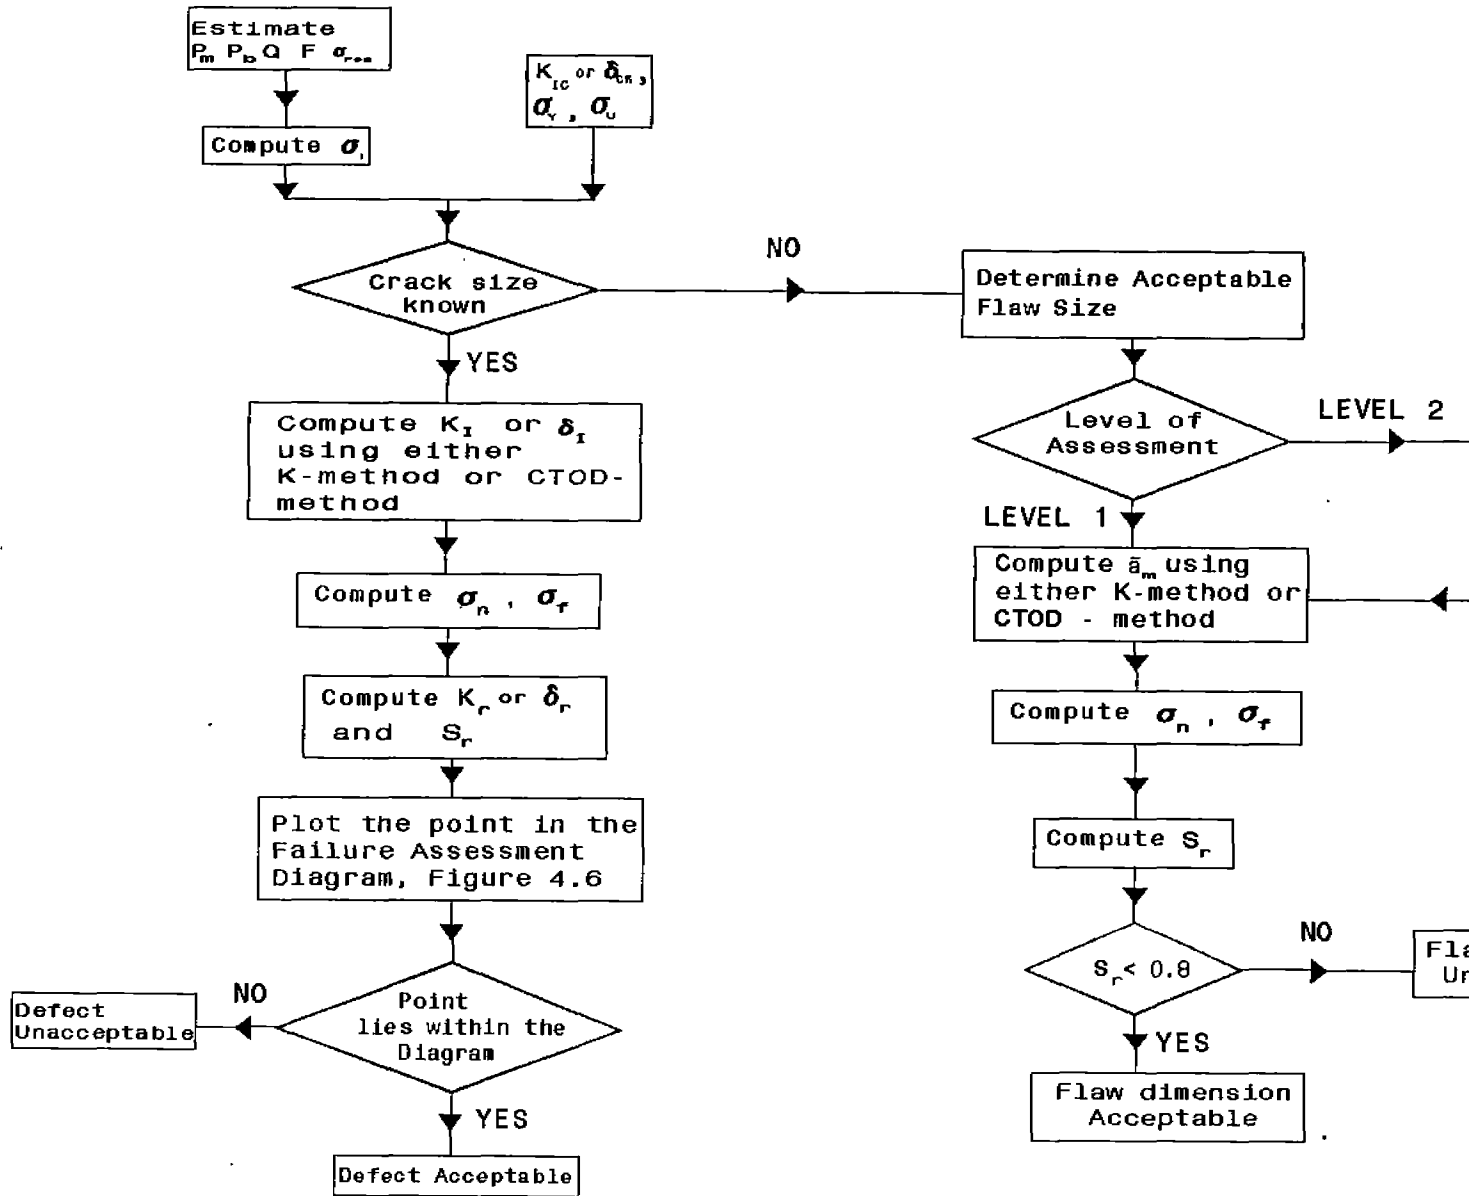 Estimate
Pm Pb Q F σres
KIC or δCR,
σY, σU
Compute σ1
Crack size
known
NO
YES
Determine Acceptable
Flaw Size
Level of
Assessment
LEVEL 2
LEVEL 1
Compute KI or δI
using either
K-method or CTOD-
method
Compute ām using
either K-method or
CTOD - method
Compute σn , σf
Compute σn , σf
Compute Kr or δr
and Sr
Plot the point in the
Failure Assessment
Diagram, Figure 4.6
Compute Sr
Sr < 0.8
NO
Fla
Un
YES
Flaw dimension
Acceptable
Point
lies within the
Diagram
NO
Defect
Unacceptable
YES
Defect Acceptable